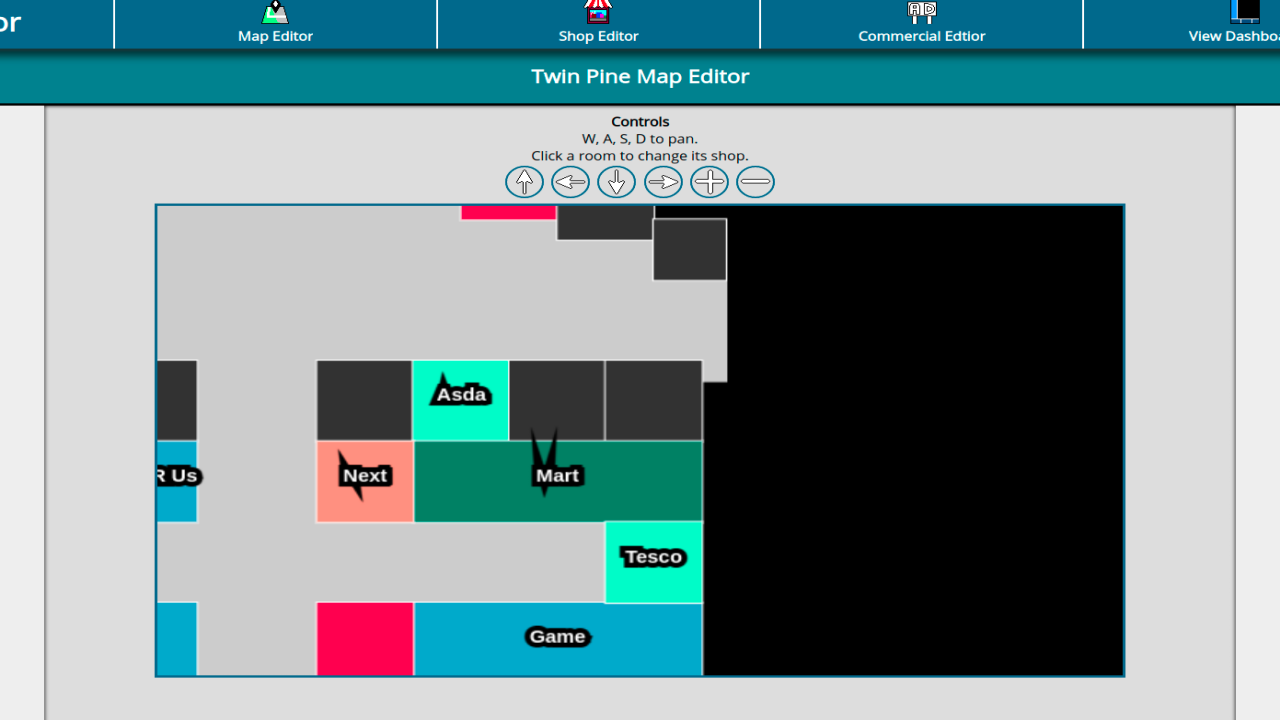 or
Map Editor
Shop Editor
AD
Commercial Edtior
View Dashboa
Twin Pine Map Editor
Controls
W, A, S, D to pan.
Click a room to change its shop.
Asda
R Us
Next
Mart
Tesco
Game